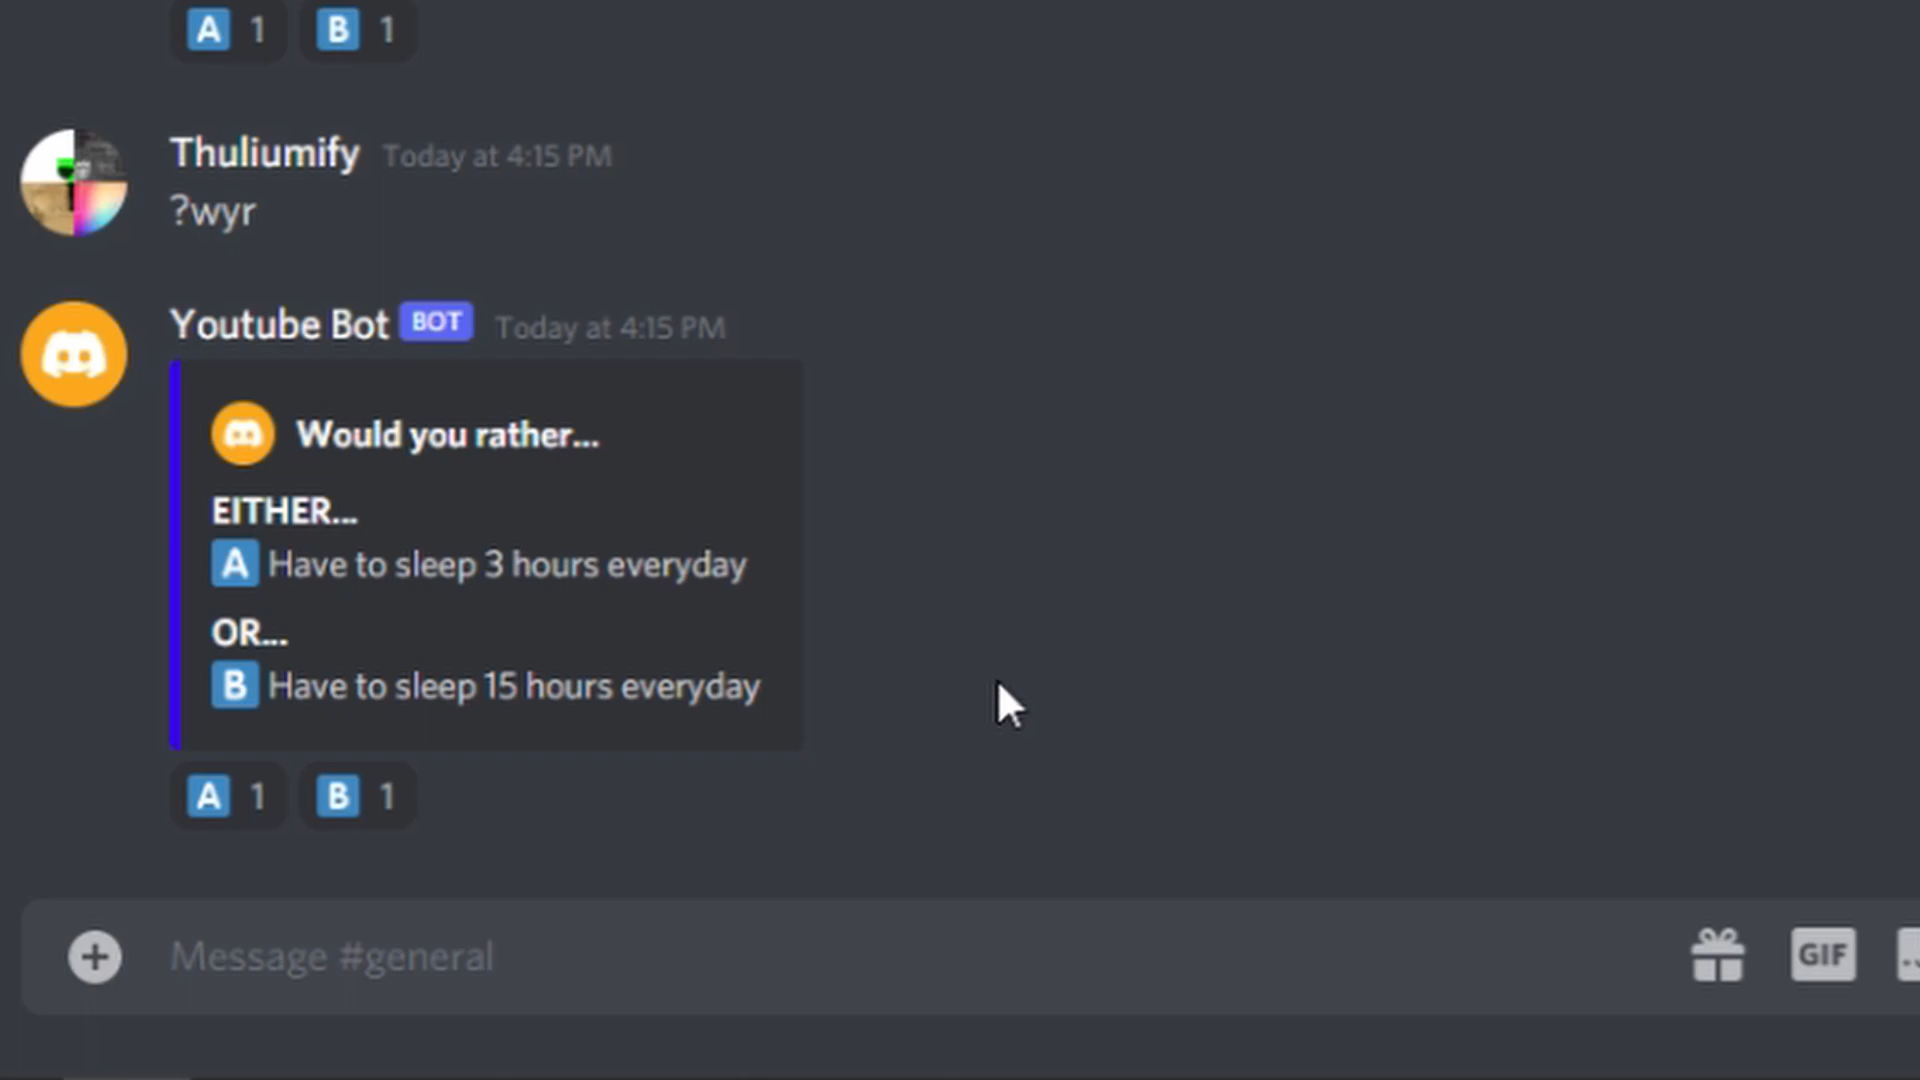 A 1 B 1
Thuliumify Today at 4:15 PM
?wyr
Youtube Bot BOT Today at 4:15 PM
Would you rather...
EITHER...
A Have to sleep 3 hours everyday
OR...
B Have to sleep 15 hours everyday
A 1 B 1
Message #general
GIF